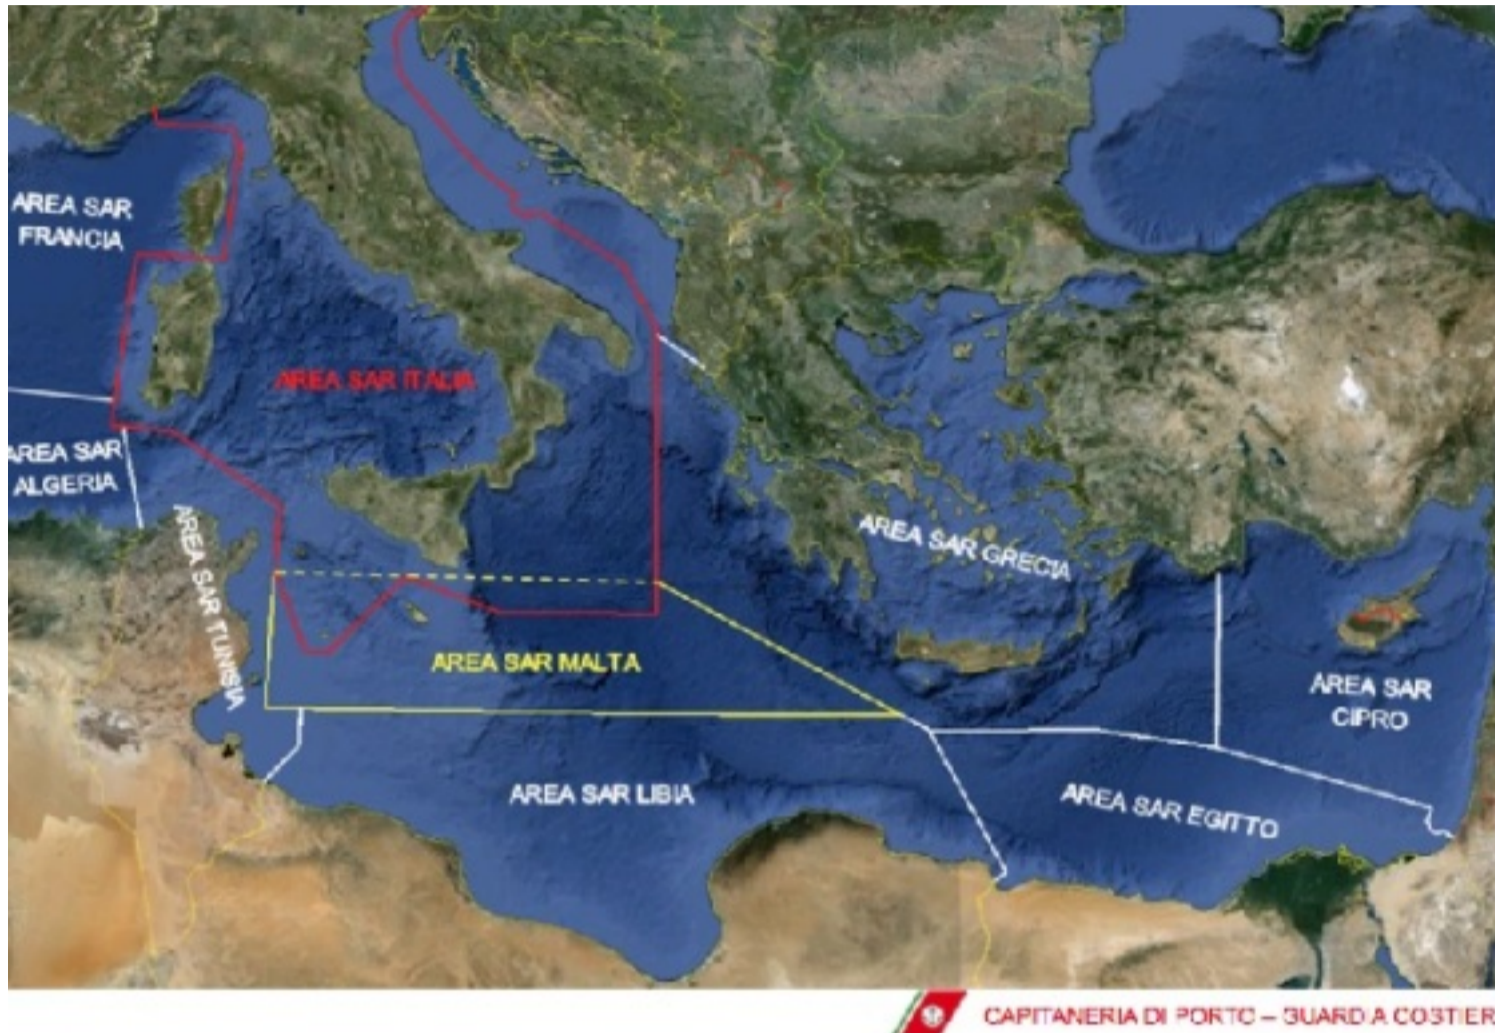 AREA SAR
FRANCIA
AREA SAR ITALIA
AREA SAR
ALGERIA
AREA SAR TUNISIA
AREA SAR GRECIA
AREA SAR MALTA
AREA SAR
CIPRO
AREA SAR LIBIA
AREA SAR EGITTO
CAPITANERIA DI PORTO – GUARDIA COSTIER